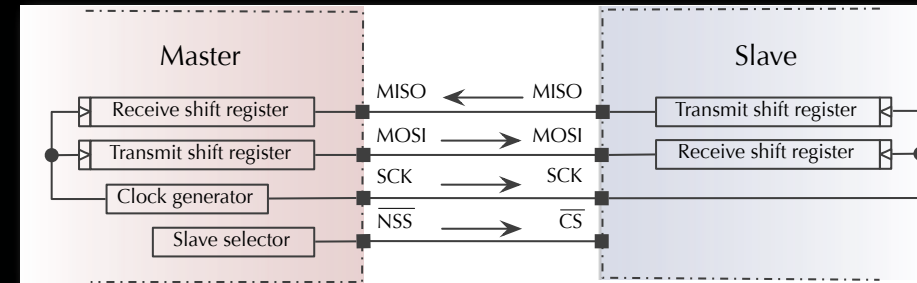 Master
Slave
MISO MISO
Receive shift register
Transmit shift register
MOSI MOSI
Transmit shift register
Receive shift register
SCK SCK
Clock generator
NSS CS
Slave selector